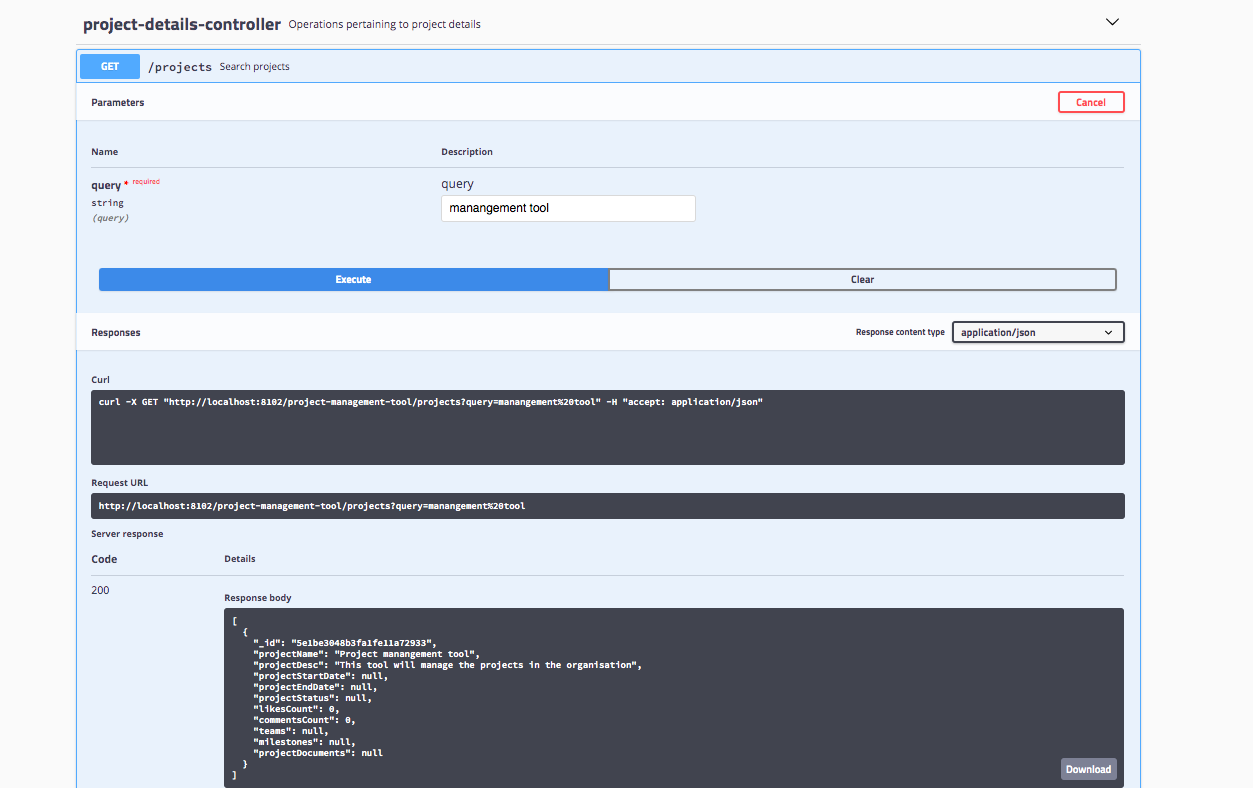 project-details-controller Operations pertaining to project details
GET /projects Search projects
Parameters Cancel
Name Description
query * required query
string manangement tool
(query)
Execute Clear
Responses Response content type application/json
Curl
curl -X GET "http://localhost:8102/project-management-tool/projects?query=manangement%20tool" -H "accept: application/json"
Request URL
http://localhost:8102/project-management-tool/projects?query=manangement%20tool
Server response
Code Details
200
Response body
[
{
"_id": "5e1be3048b3fa1fe11a72933",
"projectName": "Project manangement tool",
"projectDesc": "This tool will manage the projects in the organisation",
"projectStartDate": null,
"projectEndDate": null,
"projectStatus": null,
"likesCount": 0,
"commentsCount": 0,
"teams": null,
"milestones": null,
"projectDocuments": null
}
]
Download